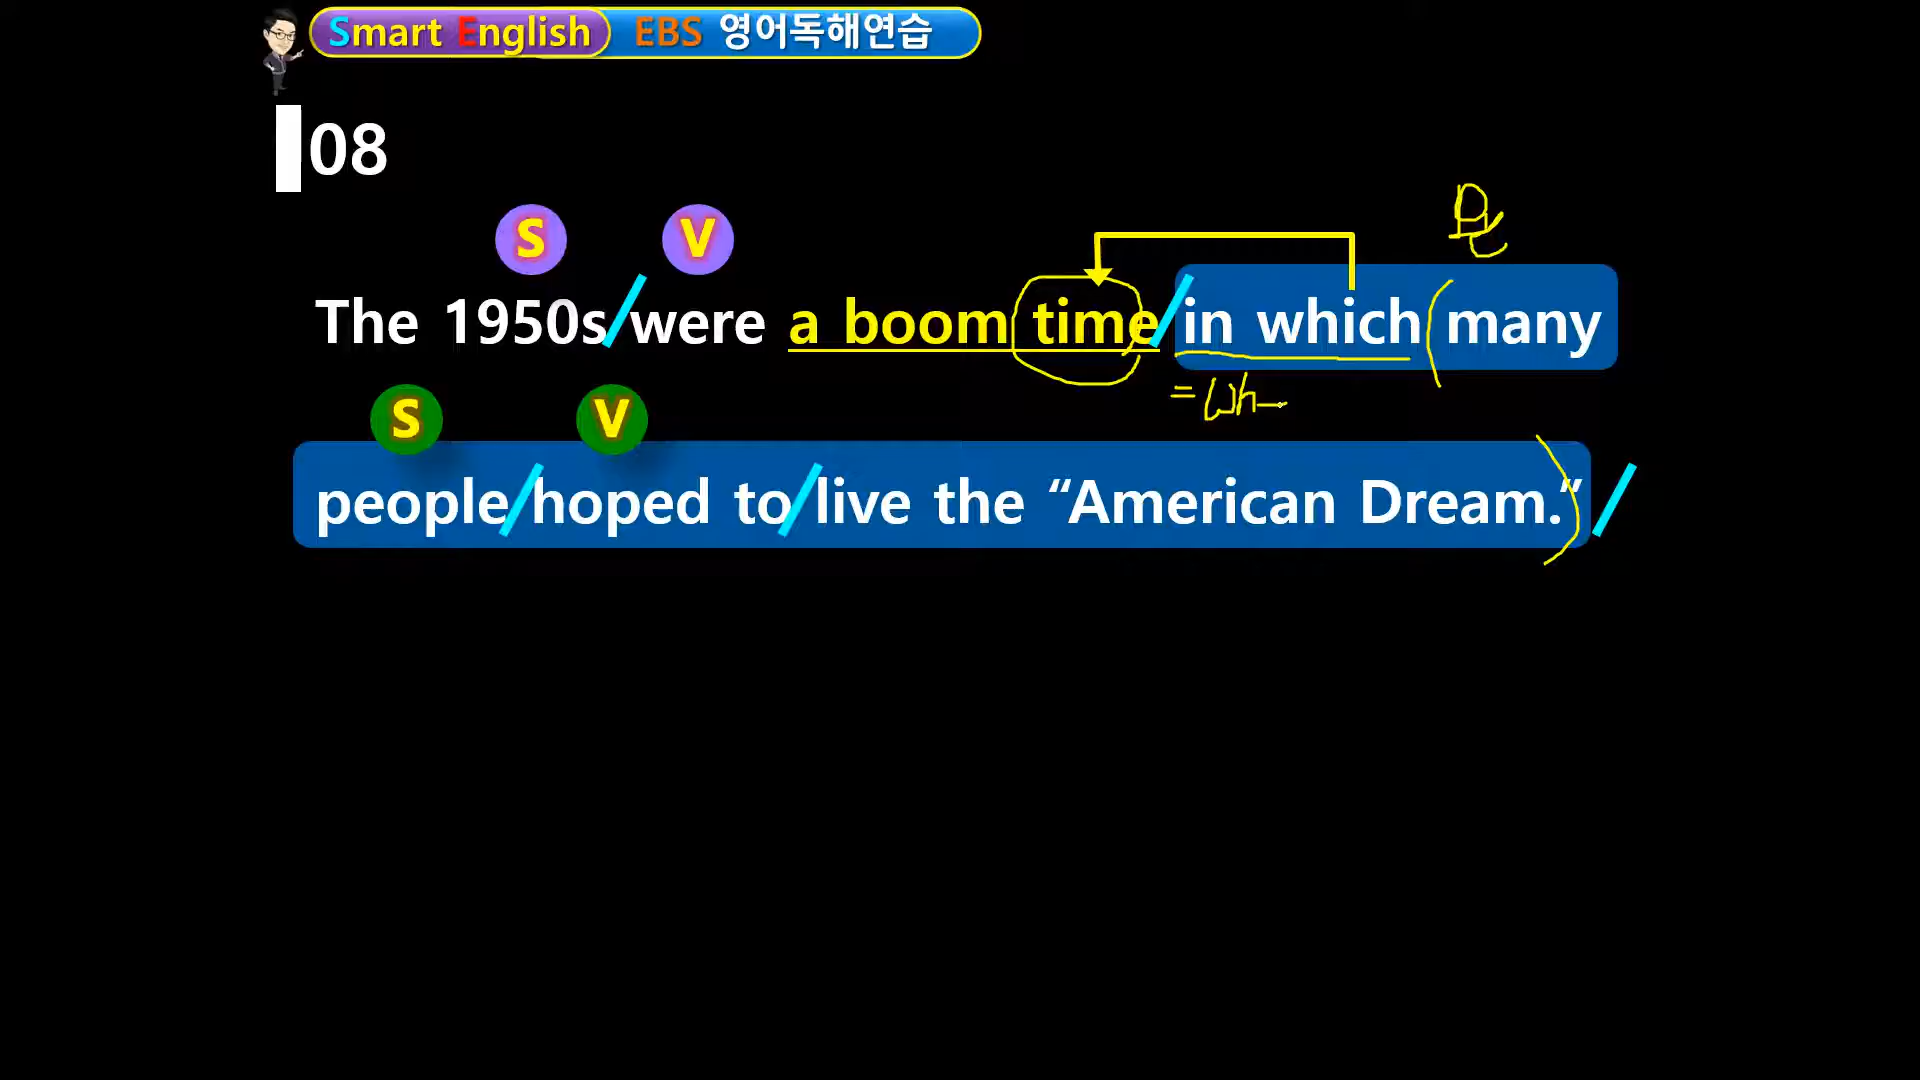 Smart English EBS 영어독해연습
08
S V
The 1950s/were a boom time/in which many
= Wh
S V
people/hoped to/live the “American Dream.” /